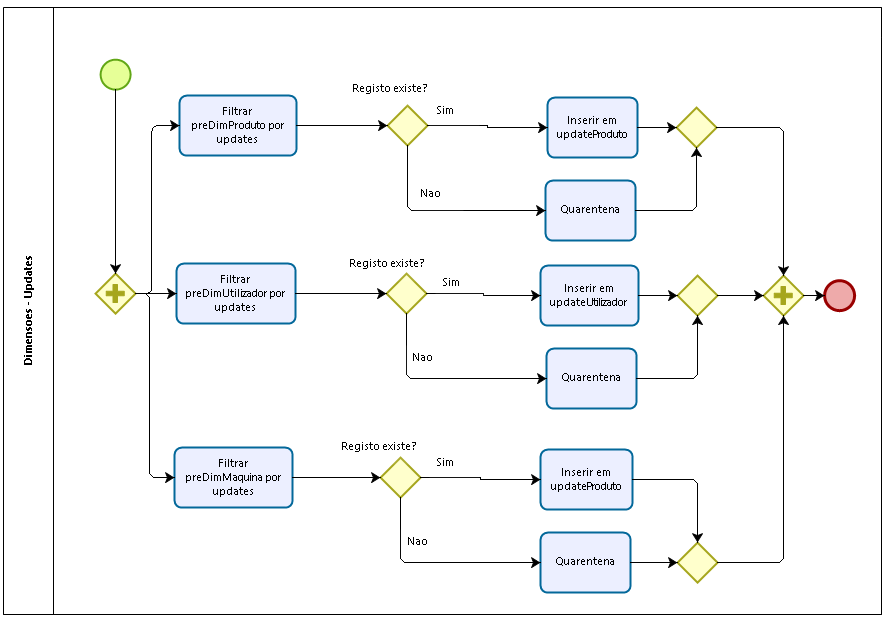 Dimensoes - Updates
Registo existe?
Filtrar
preDimProduto por
updates
Sim
Inserir em
updateProduto
Nao
Quarentena
Registo existe?
Filtrar
preDimUtilizador por
updates
Sim
Inserir em
updateUtilizador
Nao
Quarentena
Registo existe?
Filtrar
preDimMaquina por
updates
Sim
Inserir em
updateProduto
Nao
Quarentena